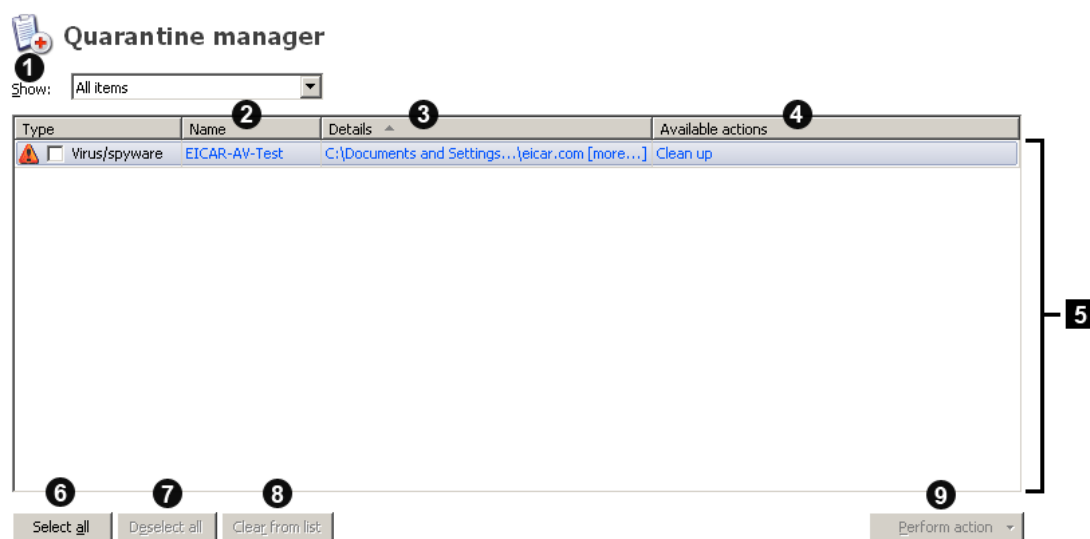 Quarantine manager
1
Show: All items
2 3 4
Type Name Details Available actions
Virus/spyware EICAR-AV-Test C:\Documents and Settings...\eicar.com [more...] Clean up
5
6 7 8 9
Select all Deselect all Clear from list Perform action